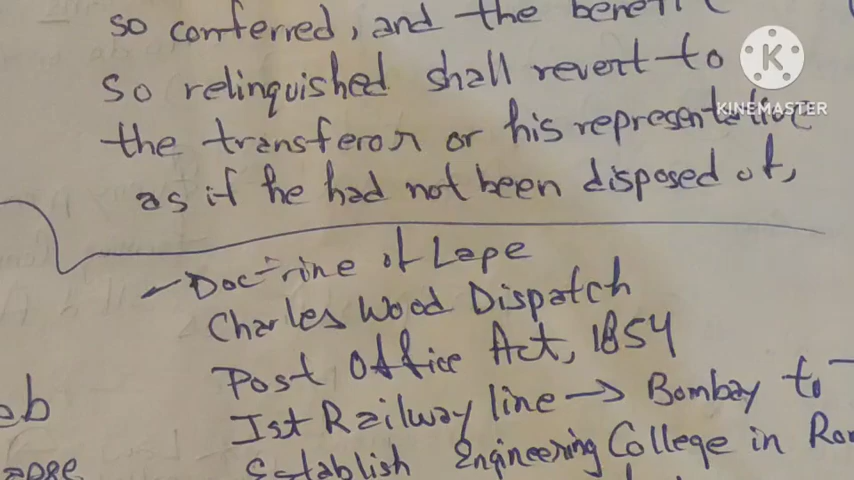 so conferred, and the benefit
so relinquished shall revert to
the transferor or his representative
as if he had not been disposed of,
Doctrine of Lape
Charles Wood Dispatch
Post Office Act, 1854
Ist Railway line → Bombay to
Establish Engineering College in
K
KINEMASTER